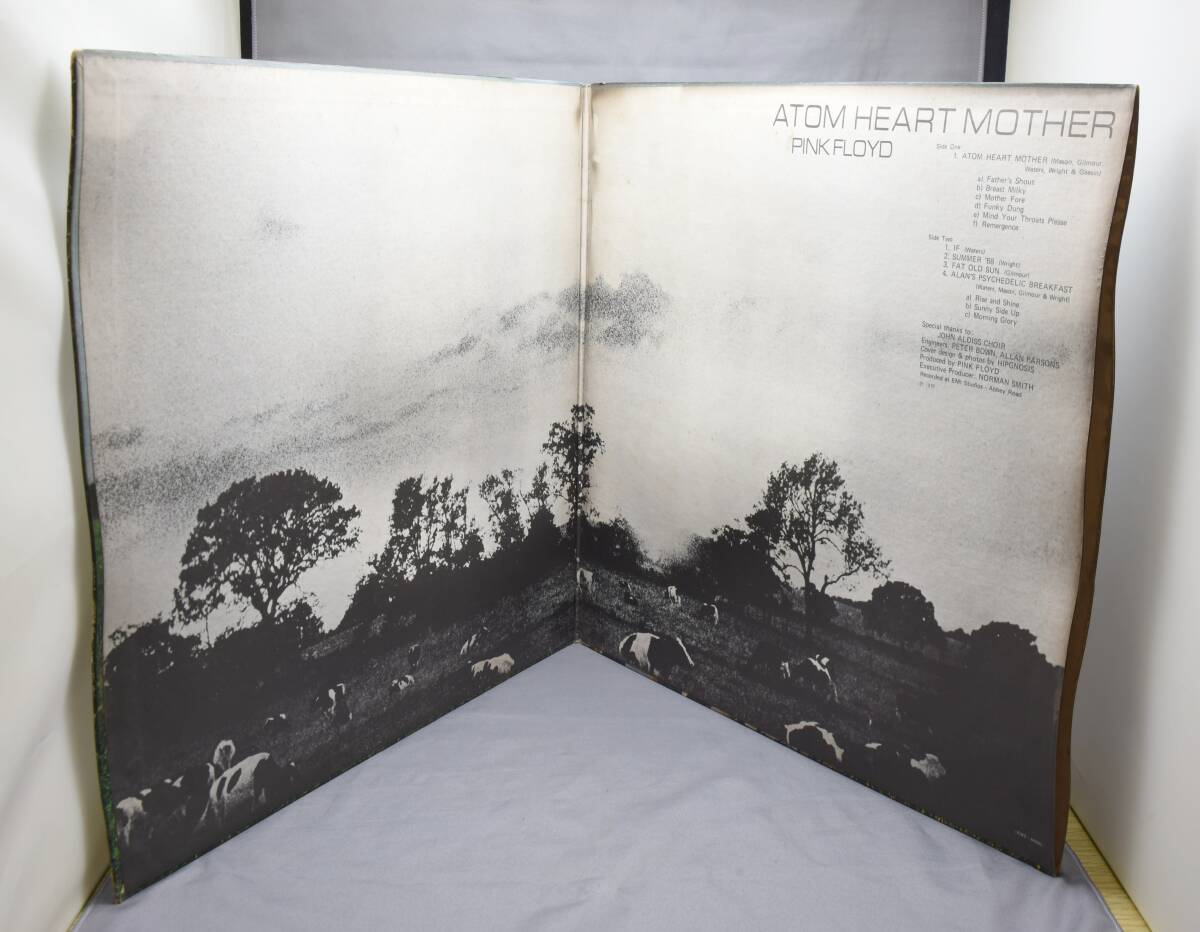 ATOM HEART MOTHER
PINK FLOYD
Side One
1. ATOM HEART MOTHER (Mason, Gilmour,
Waters, Wright & Geesin)
a) Father's Shout
b) Breast Milky
c) Mother Fore
d) Funky Dung
e) Mind Your Throats Please
f) Remergence
Side Two
1. IF (Waters)
2. SUMMER '68 (Wright)
3. FAT OLD SUN (Gilmour)
4. ALAN'S PSYCHEDELIC BREAKFAST
(Waters, Mason, Gilmour & Wright)
a) Rise and Shine
b) Sunny Side Up
c) Morning Glory
Special thanks to:
JOHN ALDISS CHOIR
Engineers: PETER BOWN, ALLAN PARSONS
Cover design & photos by HIPGNOSIS
Produced by PINK FLOYD
Executive Producer: NORMAN SMITH
Recorded at EMI Studios - Abbey Road